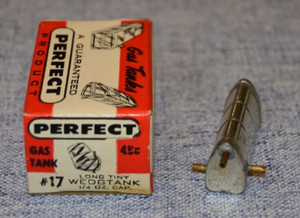 Gas Tanks
A GUARANTEED
PERFECT
PRODUCT
PERFECT
GAS
TANK
45¢
#17
LONG TINY
WEDGTANK
1/4 OZ. CAP.